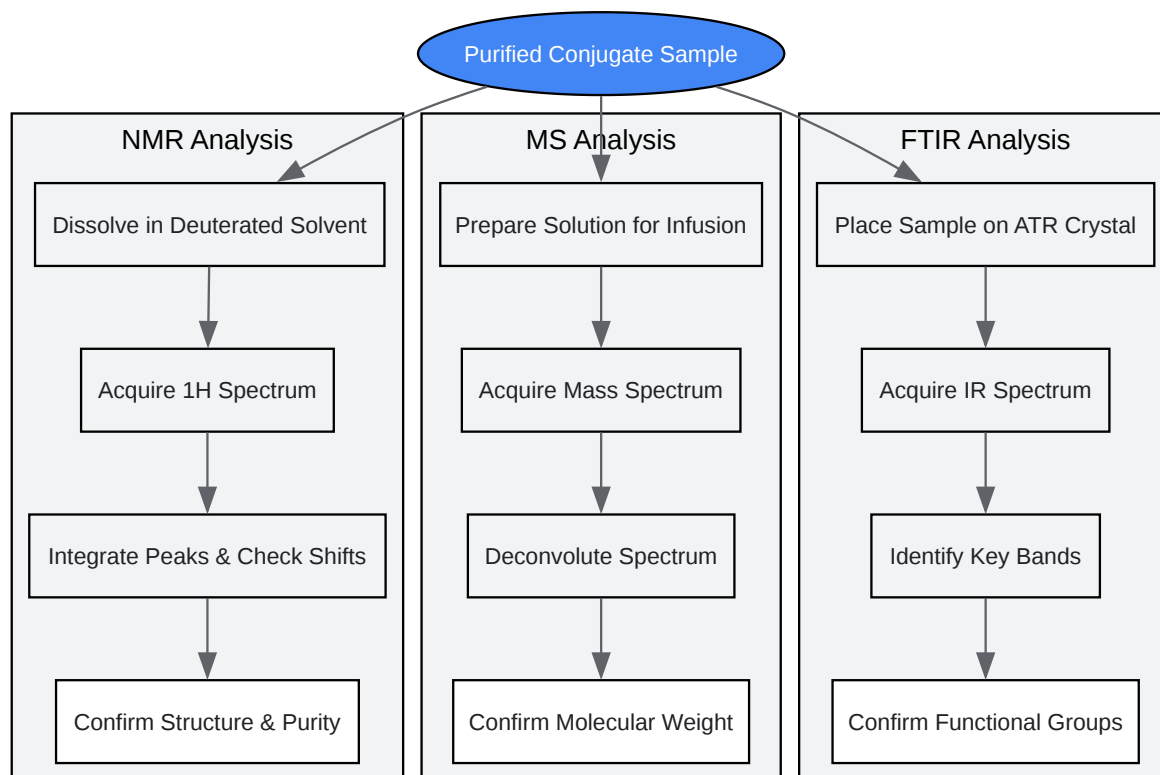 Purified Conjugate Sample
NMR Analysis
Dissolve in Deuterated Solvent
Acquire 1H Spectrum
Integrate Peaks & Check Shifts
Confirm Structure & Purity
MS Analysis
Prepare Solution for Infusion
Acquire Mass Spectrum
Deconvolute Spectrum
Confirm Molecular Weight
FTIR Analysis
Place Sample on ATR Crystal
Acquire IR Spectrum
Identify Key Bands
Confirm Functional Groups